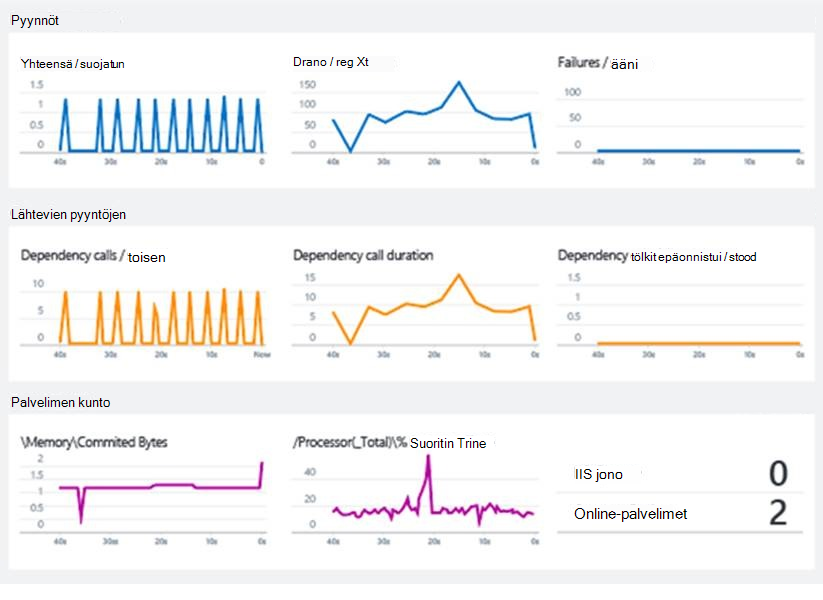 Pyynnöt
Yhteensä / suojatun
1.5
1
0.5
0
40s 30s 20s 10s 0
Drano / reg Xt
150
100
50
0
40s 30s 20s 10s 0s
Failures / ääni
100
50
0
40s 30s 20s 10s 0s
Lähtevien pyyntöjen
Dependency calls / toisen
10
5
0
40s 30s 20s 10s Now
Dependency call duration
15
10
5
0
40s 30s 20s 10s 0s
Dependency tölkit epäonnistui / stood
1.5
1
0.5
0
40s 30s 20s 10s 0s
Palvelimen kunto
\Memory\Commited Bytes
2
1.5
1
0.5
0
40s 30s 20s 10s 0s
/Processor(_Total)\% Suoritin Trine
40
20
0
40s 30s 20s 10s 0s
IIS jono 0
Online-palvelimet 2